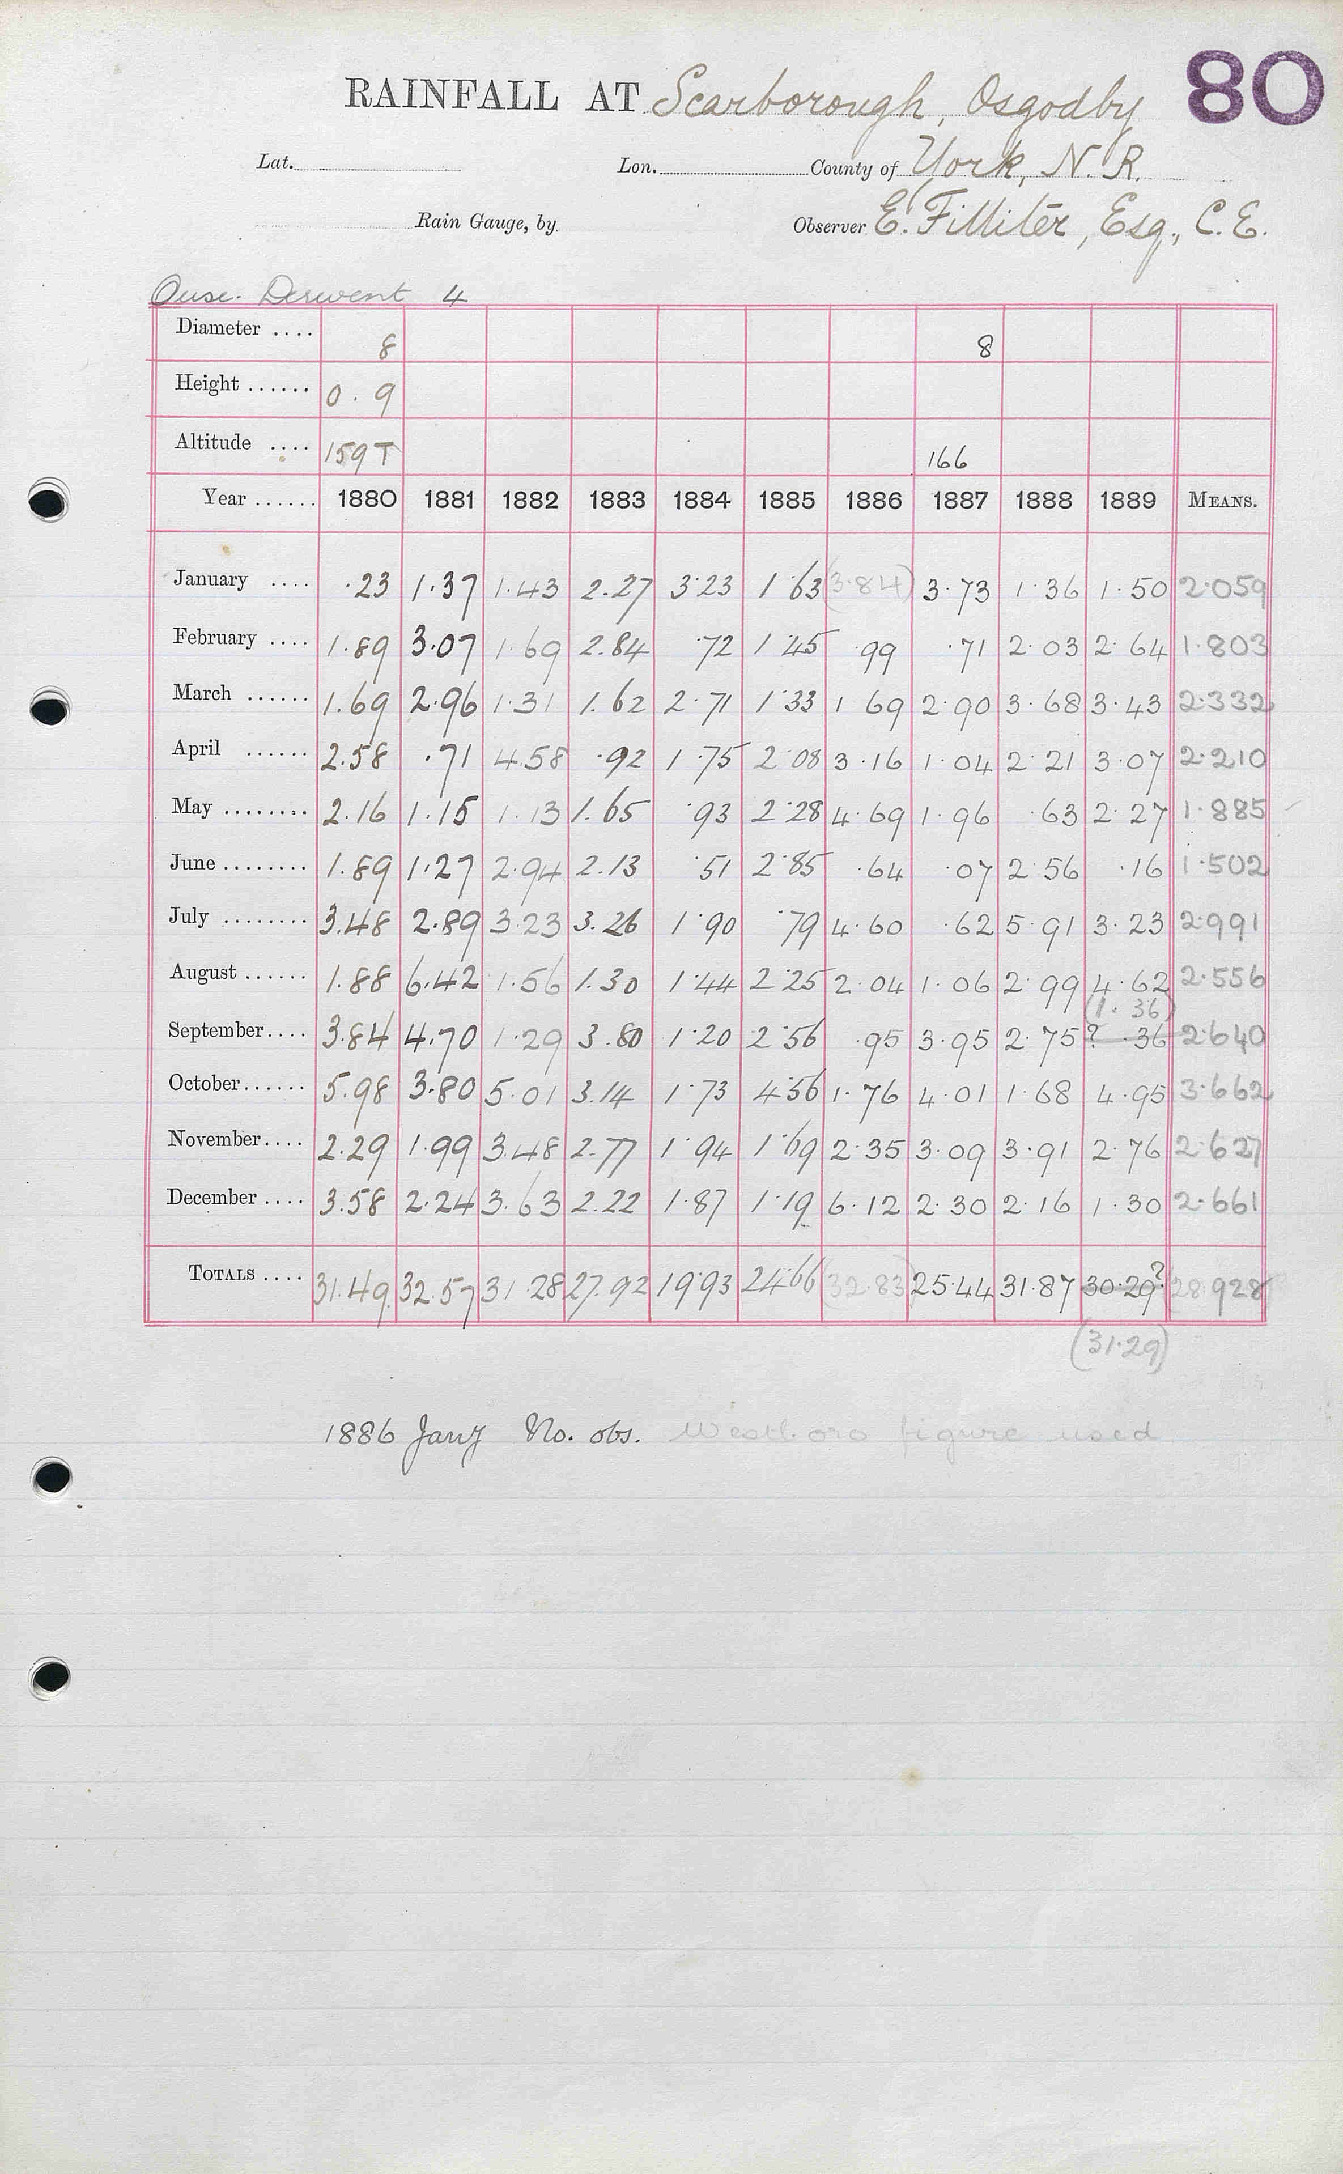 80
RAINFALL AT Scarborough, Osgodby
Lat. Lon. County of York, N.R.
Rain Gauge, by Observer E. Filliter, Esq., C.E.
Ouse. Derwent 4
Diameter .... 8 8
Height ...... 0.9
Altitude .... 159 T 166
Year ...... 1880 1881 1882 1883 1884 1885 1886 1887 1888 1889 MEANS.
January .... .23 1.37 1.43 2.27 3.23 1.63 (3.84) 3.73 1.36 1.50 2.059
February .... 1.89 3.07 1.69 2.84 .72 1.45 .99 .71 2.03 2.64 1.803
March ...... 1.69 2.96 1.31 1.62 2.71 1.33 1.69 2.90 3.68 3.43 2.332
April ...... 2.58 .71 4.58 .92 1.75 2.08 3.16 1.04 2.21 3.07 2.210
May ........ 2.16 1.15 1.13 1.65 .93 2.28 4.69 1.96 .63 2.27 1.885
June ........ 1.89 1.27 2.94 2.13 .51 2.85 .64 .07 2.56 .16 1.502
July ........ 3.48 2.89 3.23 3.26 1.90 .79 4.60 .62 5.91 3.23 2.991
August ...... 1.88 6.42 1.56 1.30 1.44 2.25 2.04 1.06 2.99 4.62 2.556
(1.36)
September.... 3.84 4.70 1.29 3.80 1.20 2.56 .95 3.95 2.75 ? .36 2.640
October...... 5.98 3.80 5.01 3.14 1.73 4.56 1.76 4.01 1.68 4.95 3.662
November.... 2.29 1.99 3.48 2.77 1.94 1.69 2.35 3.09 3.91 2.76 2.627
December .... 3.58 2.24 3.63 2.22 1.87 1.19 6.12 2.30 2.16 1.30 2.661
TOTALS .... 31.49 32.57 31.28 27.92 19.93 24.66 (32.83) 25.44 31.87 30.29? 28.928
(31.29)
1886 Jany No. obs. Westboro figure used